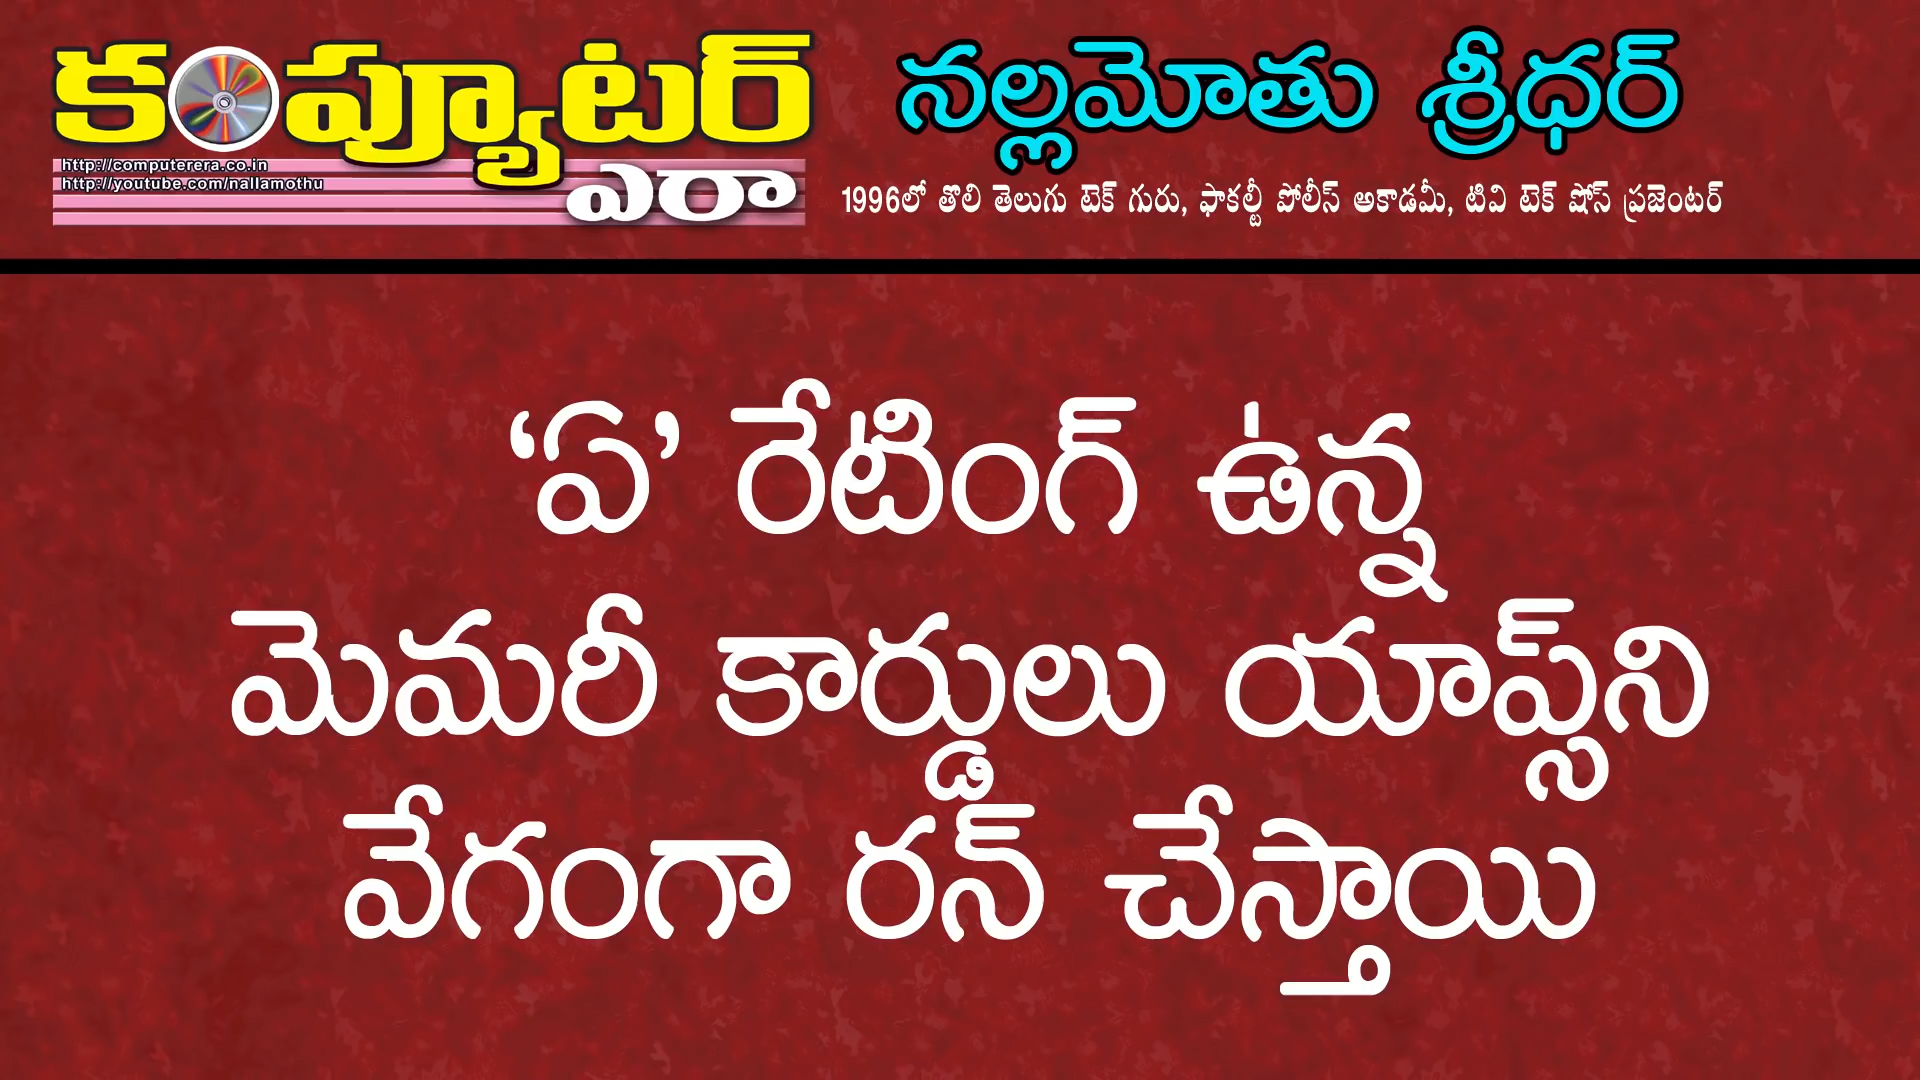 కంప్యూటర్
ఎరా
http://computerera.co.in
http://youtube.com/nallamothu
నల్లమోతు శ్రీధర్
1996లో తొలి తెలుగు టెక్ గురు, ఫాకల్టీ పోలీస్ అకాడమీ, టివి టెక్ షోస్ ప్రజెంటర్
‘ఏ’ రేటింగ్ ఉన్న
మెమరీ కార్డులు యాప్స్‌ని
వేగంగా రన్ చేస్తాయి